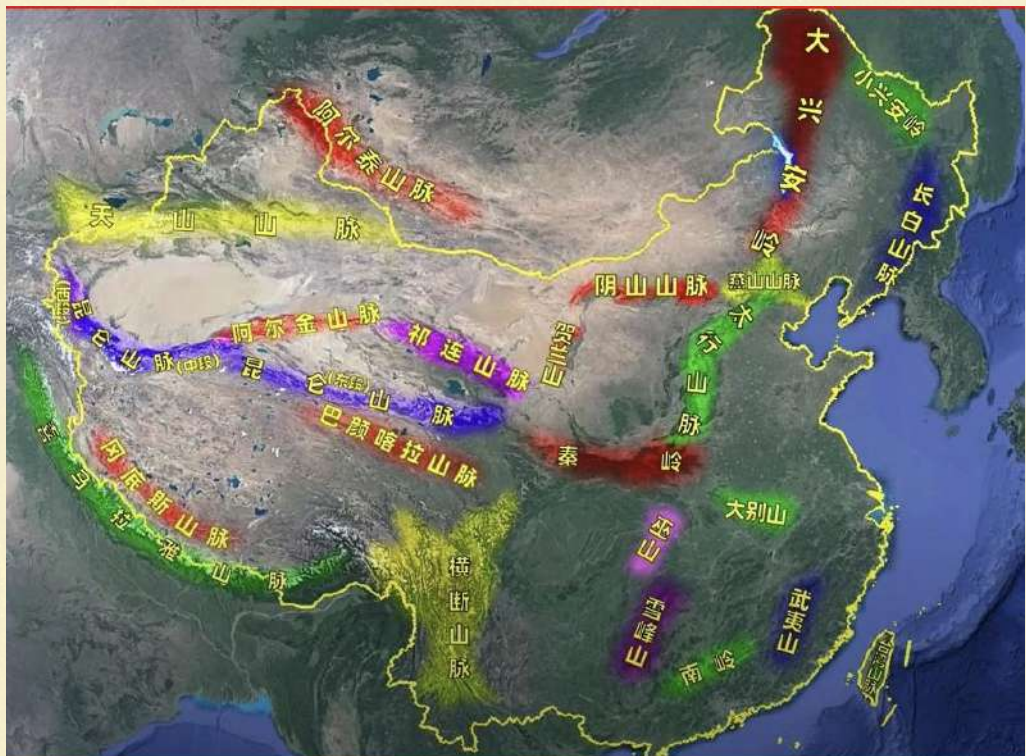 大兴安岭
小兴安岭
长白山脉
阿尔泰山脉
天山山脉
阴山山脉
燕山山脉
贺兰山
太行山脉
阿尔金山脉
祁连山脉
昆仑山脉(中段)
昆仑(东段)山脉
巴颜喀拉山脉
冈底斯山脉
喜马拉雅山脉
秦岭
大别山
巫山
横断山脉
雪峰山
武夷山
南岭
台湾山脉